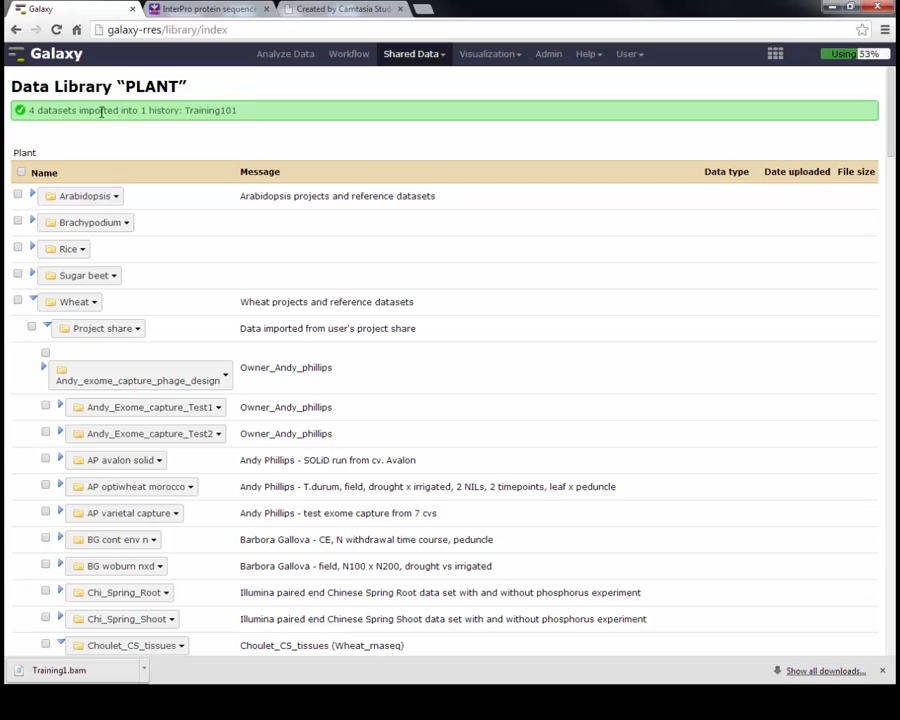 Galaxy
InterPro protein sequence
Created by Camtasia Stud
galaxy-rres/library/index
Galaxy
Analyze Data Workflow Shared Data Visualization Admin Help User Using 53%
Data Library “PLANT”
4 datasets imported into 1 history: Training101
Plant
Name Message Data type Date uploaded File size
Arabidopsis Arabidopsis projects and reference datasets
Brachypodium
Rice
Sugar beet
Wheat Wheat projects and reference datasets
Project share Data imported from user's project share
Andy_exome_capture_phage_design Owner_Andy_phillips
Andy_Exome_capture_Test1 Owner_Andy_phillips
Andy_Exome_capture_Test2 Owner_Andy_phillips
AP avalon solid Andy Phillips - SOLiD run from cv. Avalon
AP optiwheat morocco Andy Phillips - T.durum, field, drought x irrigated, 2 NILs, 2 timepoints, leaf x peduncle
AP varietal capture Andy Phillips - test exome capture from 7 cvs
BG cont env n Barbora Gallova - CE, N withdrawal time course, peduncle
BG woburn nxd Barbora Gallova - field, N100 x N200, drought vs irrigated
Chi_Spring_Root Illumina paired end Chinese Spring Root data set with and without phosphorus experiment
Chi_Spring_Shoot Illumina paired end Chinese Spring Shoot data set with and without phosphorus experiment
Choulet_CS_tissues Choulet_CS_tissues (Wheat_rnaseq)
Training1.bam Show all downloads...